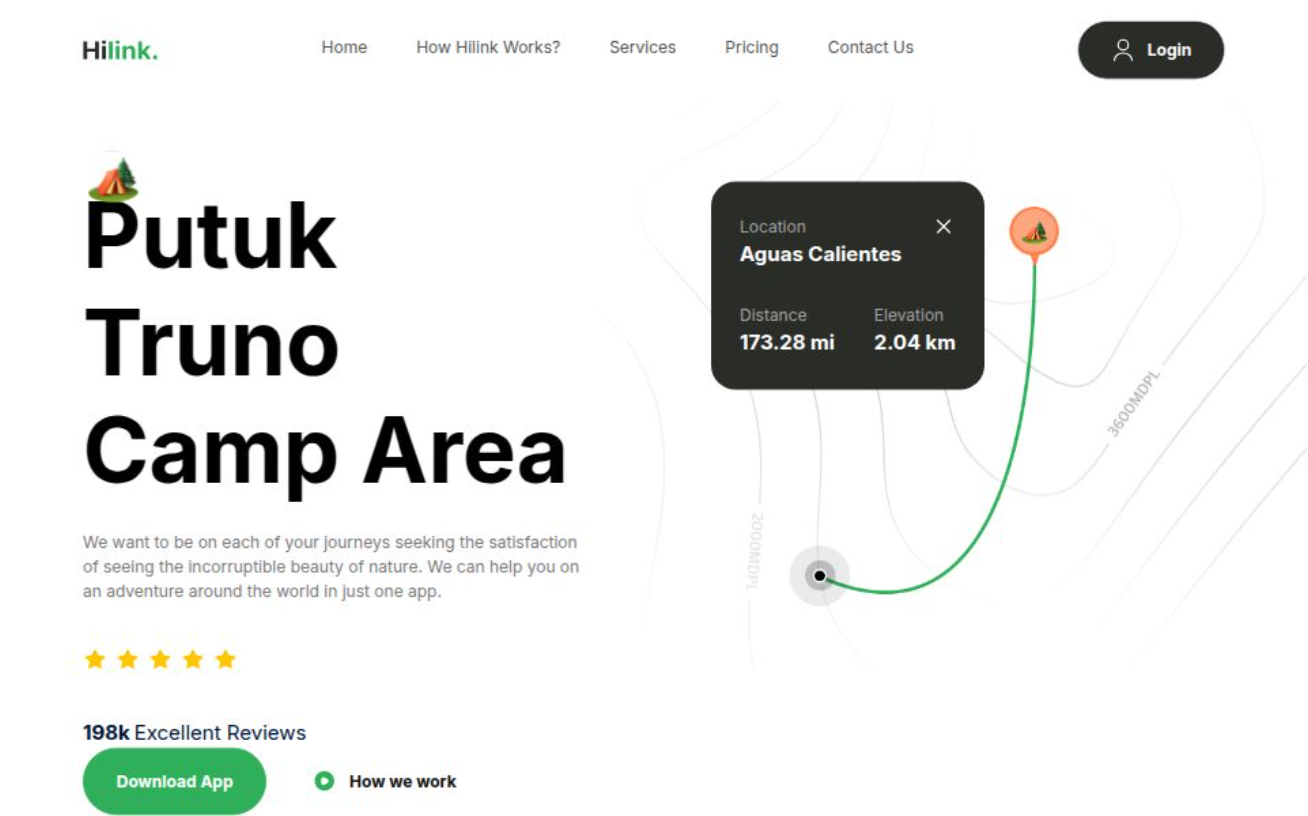 Hilink.
Home
How Hilink Works?
Services
Pricing
Contact Us
Login
Putuk
Truno
Camp Area
We want to be on each of your journeys seeking the satisfaction
of seeing the incorruptible beauty of nature. We can help you on
an adventure around the world in just one app.
198k Excellent Reviews
Download App
How we work
Location
Aguas Calientes
Distance
Elevation
173.28 mi
2.04 km
3600MDPL
2000MDPL